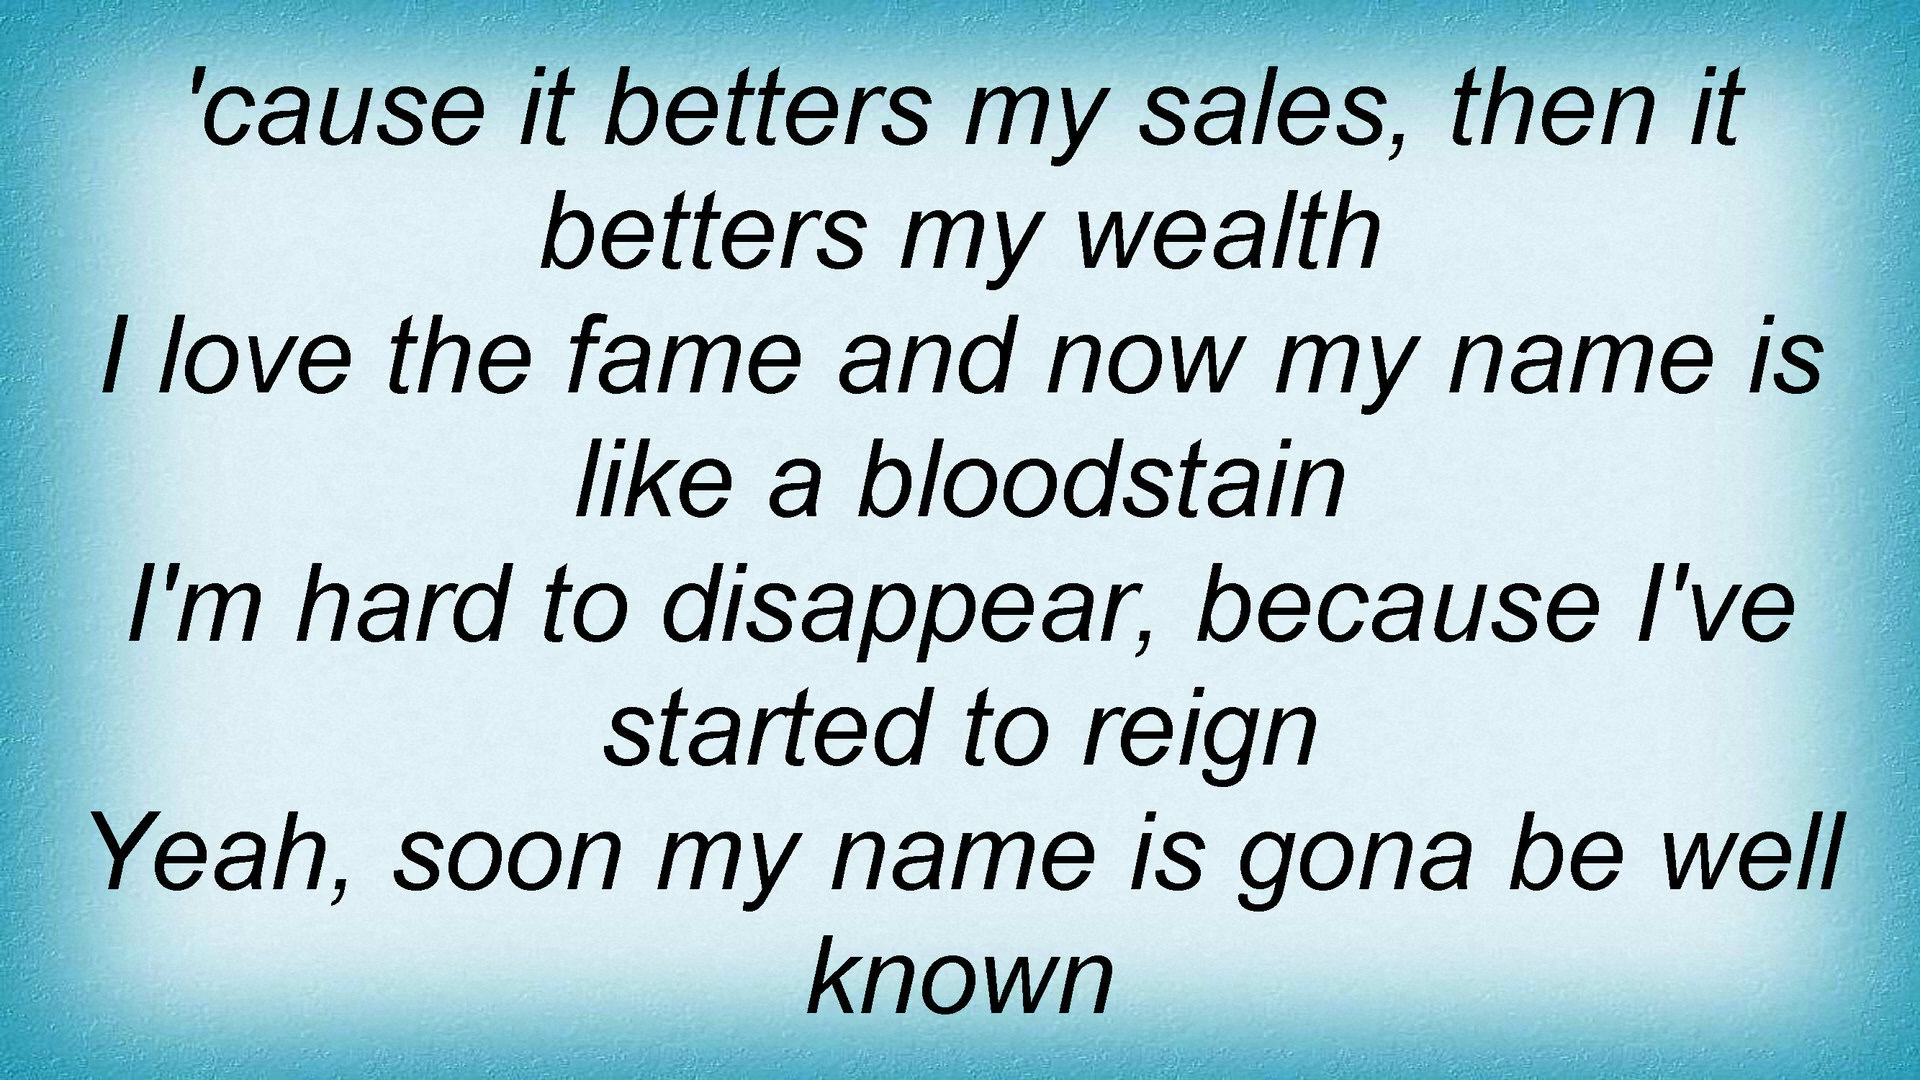 'cause it betters my sales, then it
betters my wealth
I love the fame and now my name is
like a bloodstain
I'm hard to disappear, because I've
started to reign
Yeah, soon my name is gona be well
known